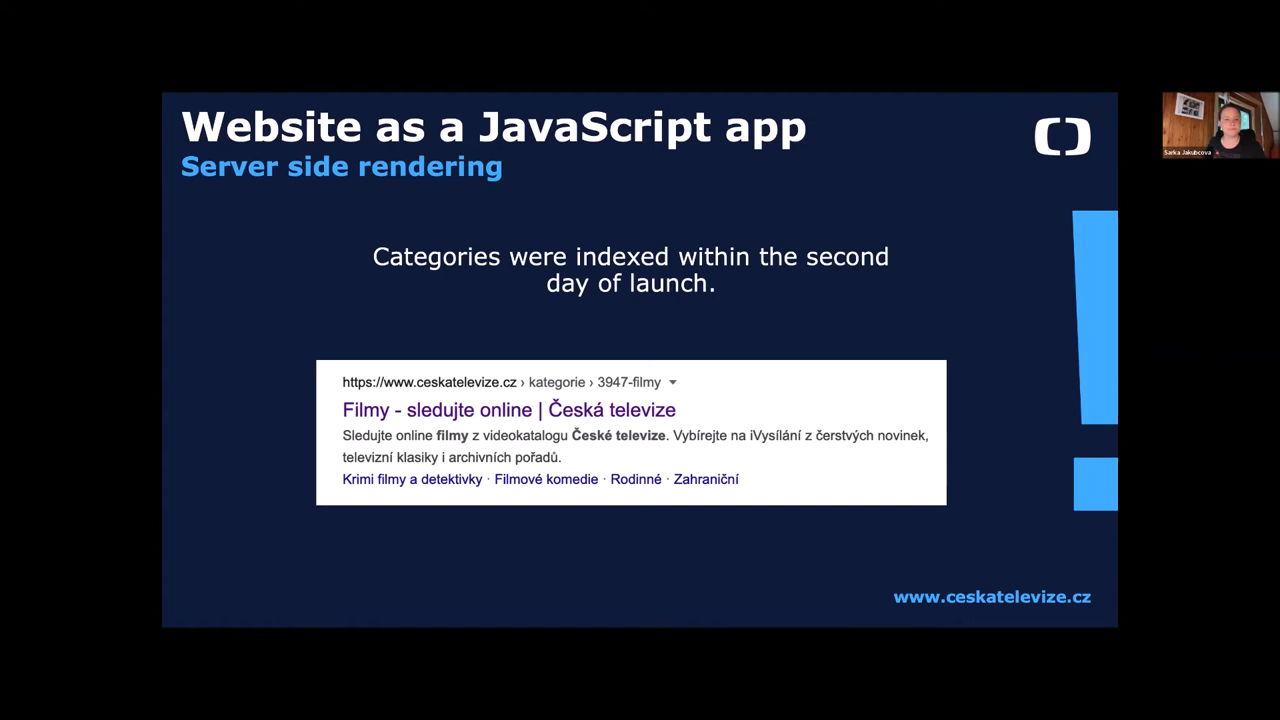 Website as a JavaScript app
Server side rendering
Categories were indexed within the second
day of launch.
https://www.ceskatelevize.cz › kategorie › 3947-filmy
Filmy - sledujte online | Česká televize
Sledujte online filmy z videokatalogu České televize. Vybírejte na iVysílání z čerstvých novinek,
televizní klasiky i archivních pořadů.
Krimi filmy a detektivky · Filmové komedie · Rodinné · Zahraniční
www.ceskatelevize.cz
Sarka Jakubcova